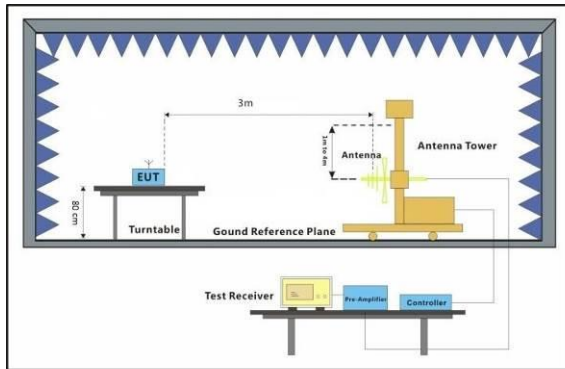 3m
1m to 4m
Antenna
Antenna Tower
EUT
80 cm
Turntable
Gound Reference Plane
Test Receiver
Pre-Amplifier
Controller